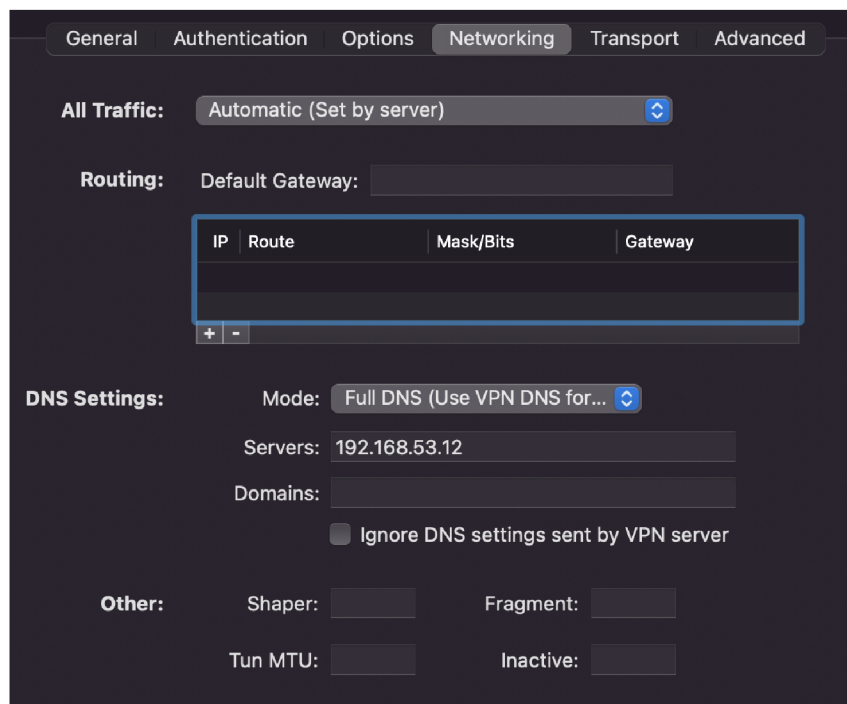 General Authentication Options Networking Transport Advanced
All Traffic: Automatic (Set by server)
Routing: Default Gateway:
IP Route Mask/Bits Gateway
+ -
DNS Settings: Mode: Full DNS (Use VPN DNS for...
Servers: 192.168.53.12
Domains:
Ignore DNS settings sent by VPN server
Other: Shaper: Fragment:
Tun MTU: Inactive: